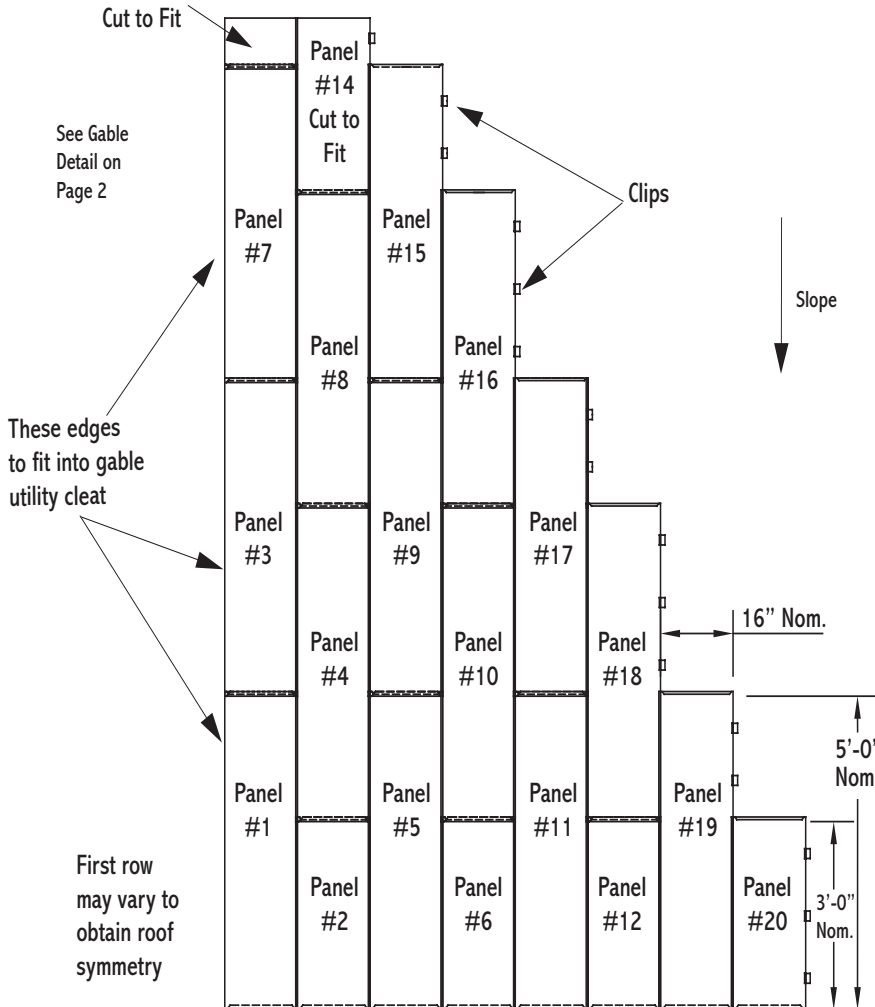 Cut to Fit
Panel
#14
Cut to
Fit
See Gable
Detail on
Page 2
Clips
Panel
#7
Panel
#15
Slope
Panel
#8
Panel
#16
These edges
to fit into gable
utility cleat
Panel
#3
Panel
#9
Panel
#17
16” Nom.
Panel
#4
Panel
#10
Panel
#18
5’-0”
Nom.
Panel
#1
Panel
#5
Panel
#11
Panel
#19
First row
may vary to
obtain roof
symmetry
Panel
#2
Panel
#6
Panel
#12
Panel
#20
3’-0”
Nom.